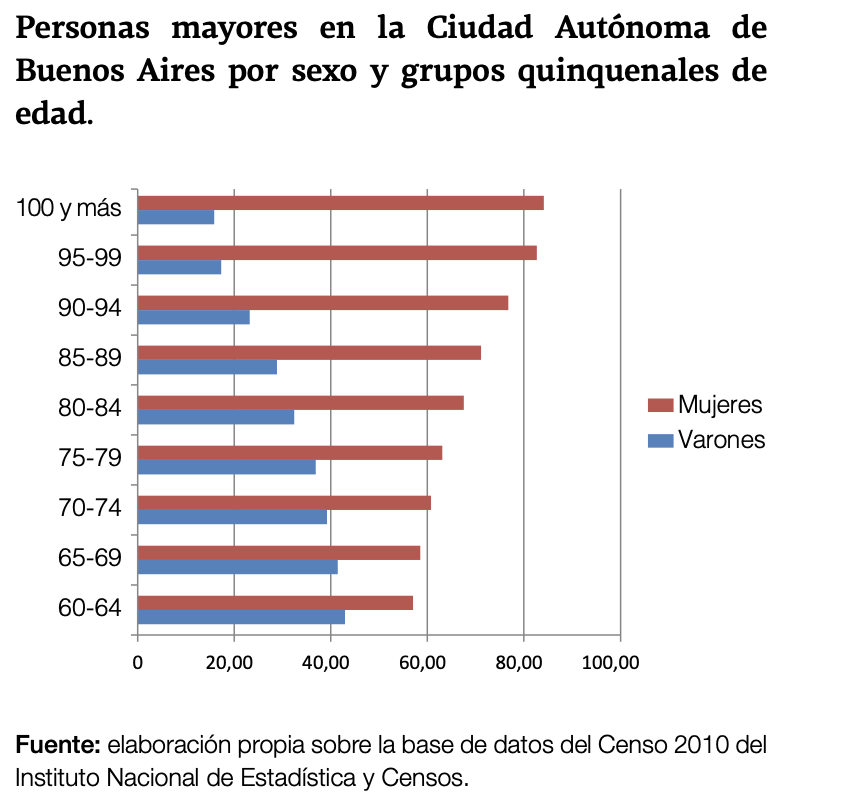 Personas mayores en la Ciudad Autónoma de
Buenos Aires por sexo y grupos quinquenales de
edad.
100 y más
95-99
90-94
85-89
80-84
75-79
70-74
65-69
60-64
Mujeres
Varones
0 20,00 40,00 60,00 80,00 100,00
Fuente: elaboración propia sobre la base de datos del Censo 2010 del
Instituto Nacional de Estadística y Censos.